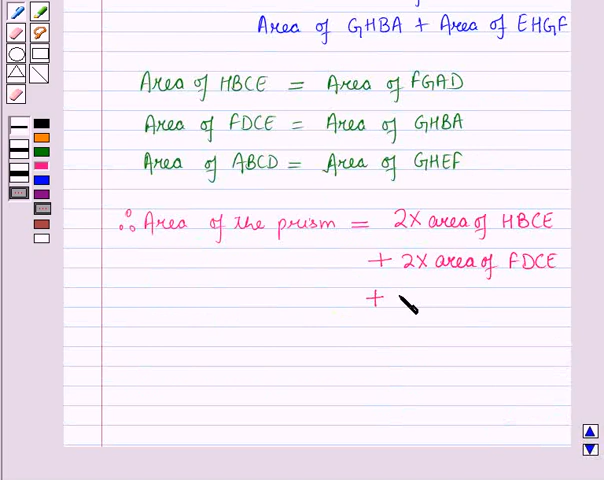 Area of GHBA + Area of EHGF
Area of HBCE = Area of FGAD
Area of FDCE = Area of GHBA
Area of ABCD = Area of GHEF
∴ Area of the prism = 2X area of HBCE
+ 2X area of FDCE
+